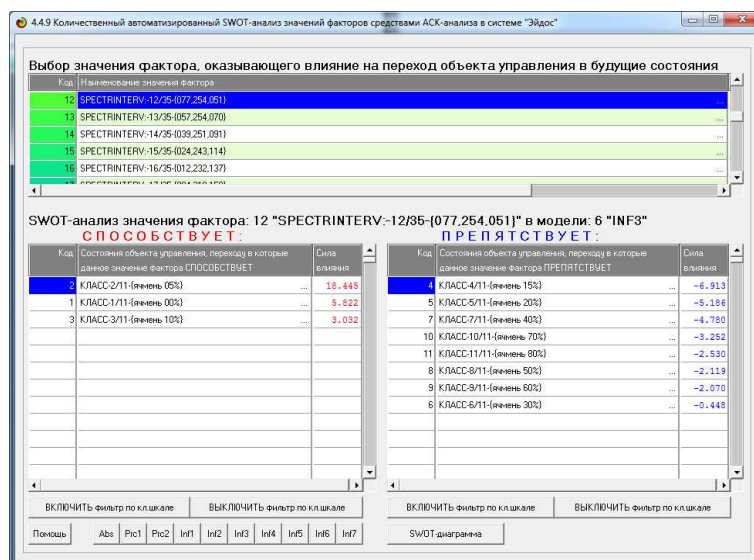 4.4.9 Количественный автоматизированный SWOT-анализ значений факторов средствами АСК-анализа в системе "Эйдос"
Выбор значения фактора, оказывающего влияние на переход объекта управления в будущие состояния
Код Наименование значения фактора
12 SPECTRINTERV:-12/35-{077,254,051} ...
13 SPECTRINTERV:-13/35-{057,254,070} ...
14 SPECTRINTERV:-14/35-{039,251,091} ...
15 SPECTRINTERV:-15/35-{024,243,114} ...
16 SPECTRINTERV:-16/35-{012,232,137} ...
SWOT-анализ значения фактора: 12 "SPECTRINTERV:-12/35-{077,254,051}" в модели: 6 "INF3"
СПОСОБСТВУЕТ:
Код Состояния объекта управления, переход в которые данное значение фактора СПОСОБСТВУЕТ Сила влияния
2 КЛАСС-2/11-{ячмень 05%} ... 18.445
1 КЛАСС-1/11-{ячмень 00%} ... 5.822
3 КЛАСС-3/11-{ячмень 10%} ... 3.032
ПРЕПЯТСТВУЕТ:
Код Состояния объекта управления, переход в которые данное значение фактора ПРЕПЯТСТВУЕТ Сила влияния
4 КЛАСС-4/11-{ячмень 15%} ... -6.913
5 КЛАСС-5/11-{ячмень 20%} ... -5.186
7 КЛАСС-7/11-{ячмень 40%} ... -4.780
10 КЛАСС-10/11-{ячмень 70%} ... -3.252
11 КЛАСС-11/11-{ячмень 80%} ... -2.530
8 КЛАСС-8/11-{ячмень 50%} ... -2.119
9 КЛАСС-9/11-{ячмень 60%} ... -2.070
6 КЛАСС-6/11-{ячмень 30%} ... -0.448
ВКЛЮЧИТЬ фильтр по кл.шкале ВЫКЛЮЧИТЬ фильтр по кл.шкале ВКЛЮЧИТЬ фильтр по кл.шкале ВЫКЛЮЧИТЬ фильтр по кл.шкале
Помощь Abs Prc1 Prc2 Inf1 Inf2 Inf3 Inf4 Inf5 Inf6 Inf7 SWOT-диаграмма